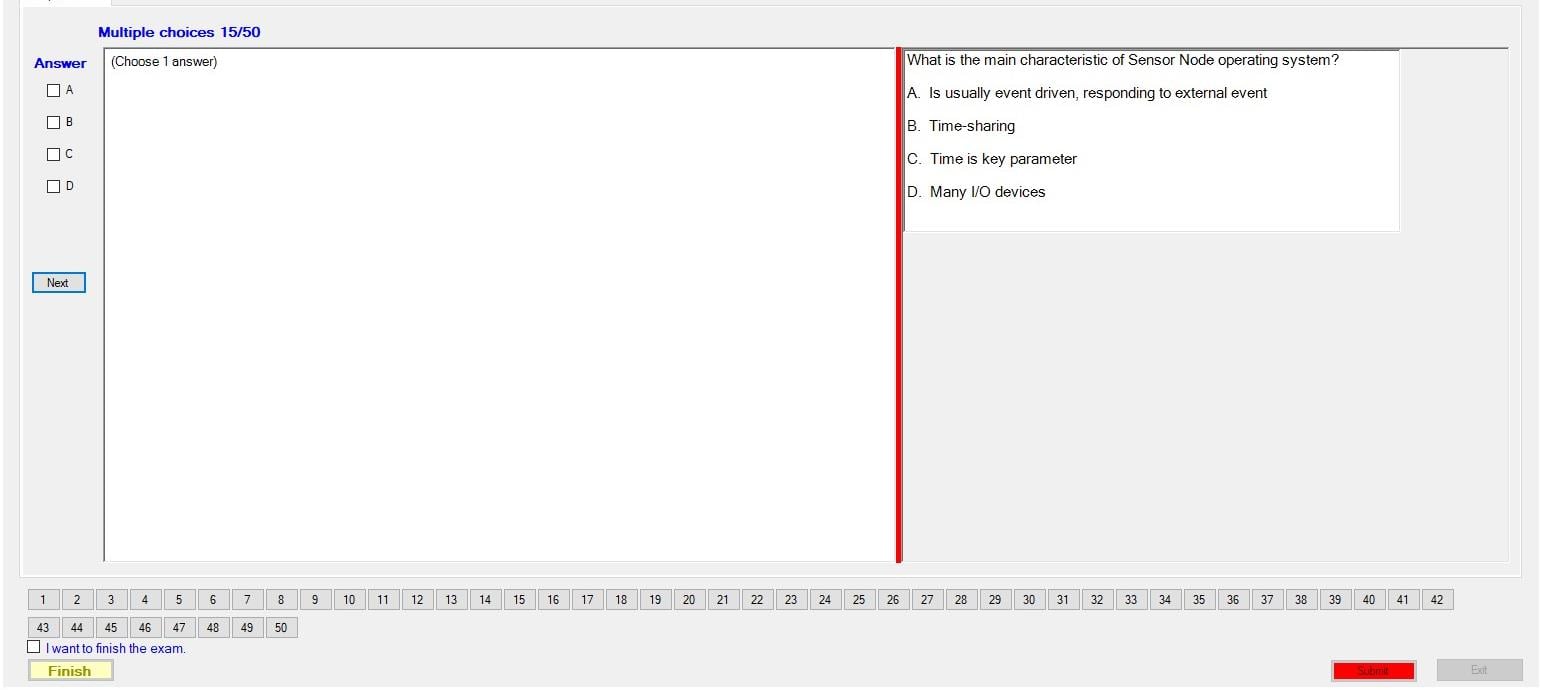 Multiple choices 15/50
Answer
(Choose 1 answer)
A
B
C
D
Next
What is the main characteristic of Sensor Node operating system?
A. Is usually event driven, responding to external event
B. Time-sharing
C. Time is key parameter
D. Many I/O devices
1 2 3 4 5 6 7 8 9 10 11 12 13 14 15 16 17 18 19 20 21 22 23 24 25 26 27 28 29 30 31 32 33 34 35 36 37 38 39 40 41 42
43 44 45 46 47 48 49 50
I want to finish the exam.
Finish
Submit
Exit